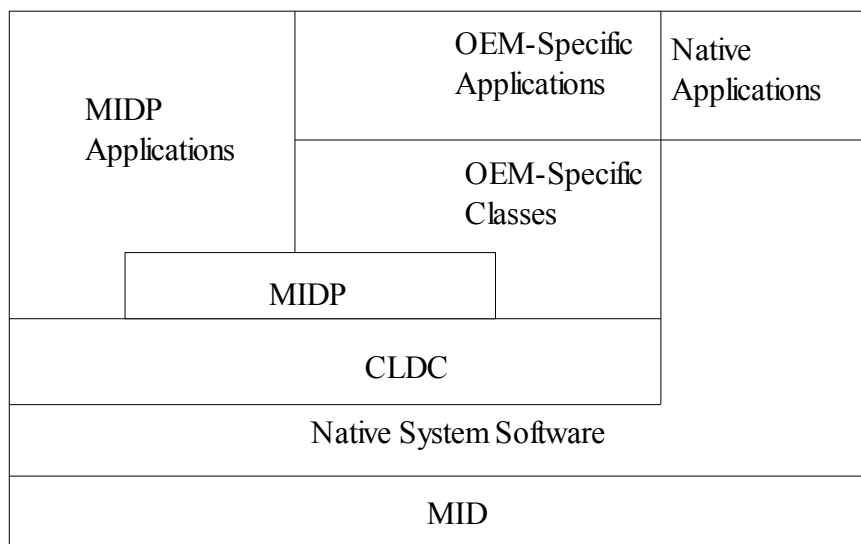 OEM-Specific
Applications
Native
Applications
MIDP
Applications
OEM-Specific
Classes
MIDP
CLDC
Native System Software
MID